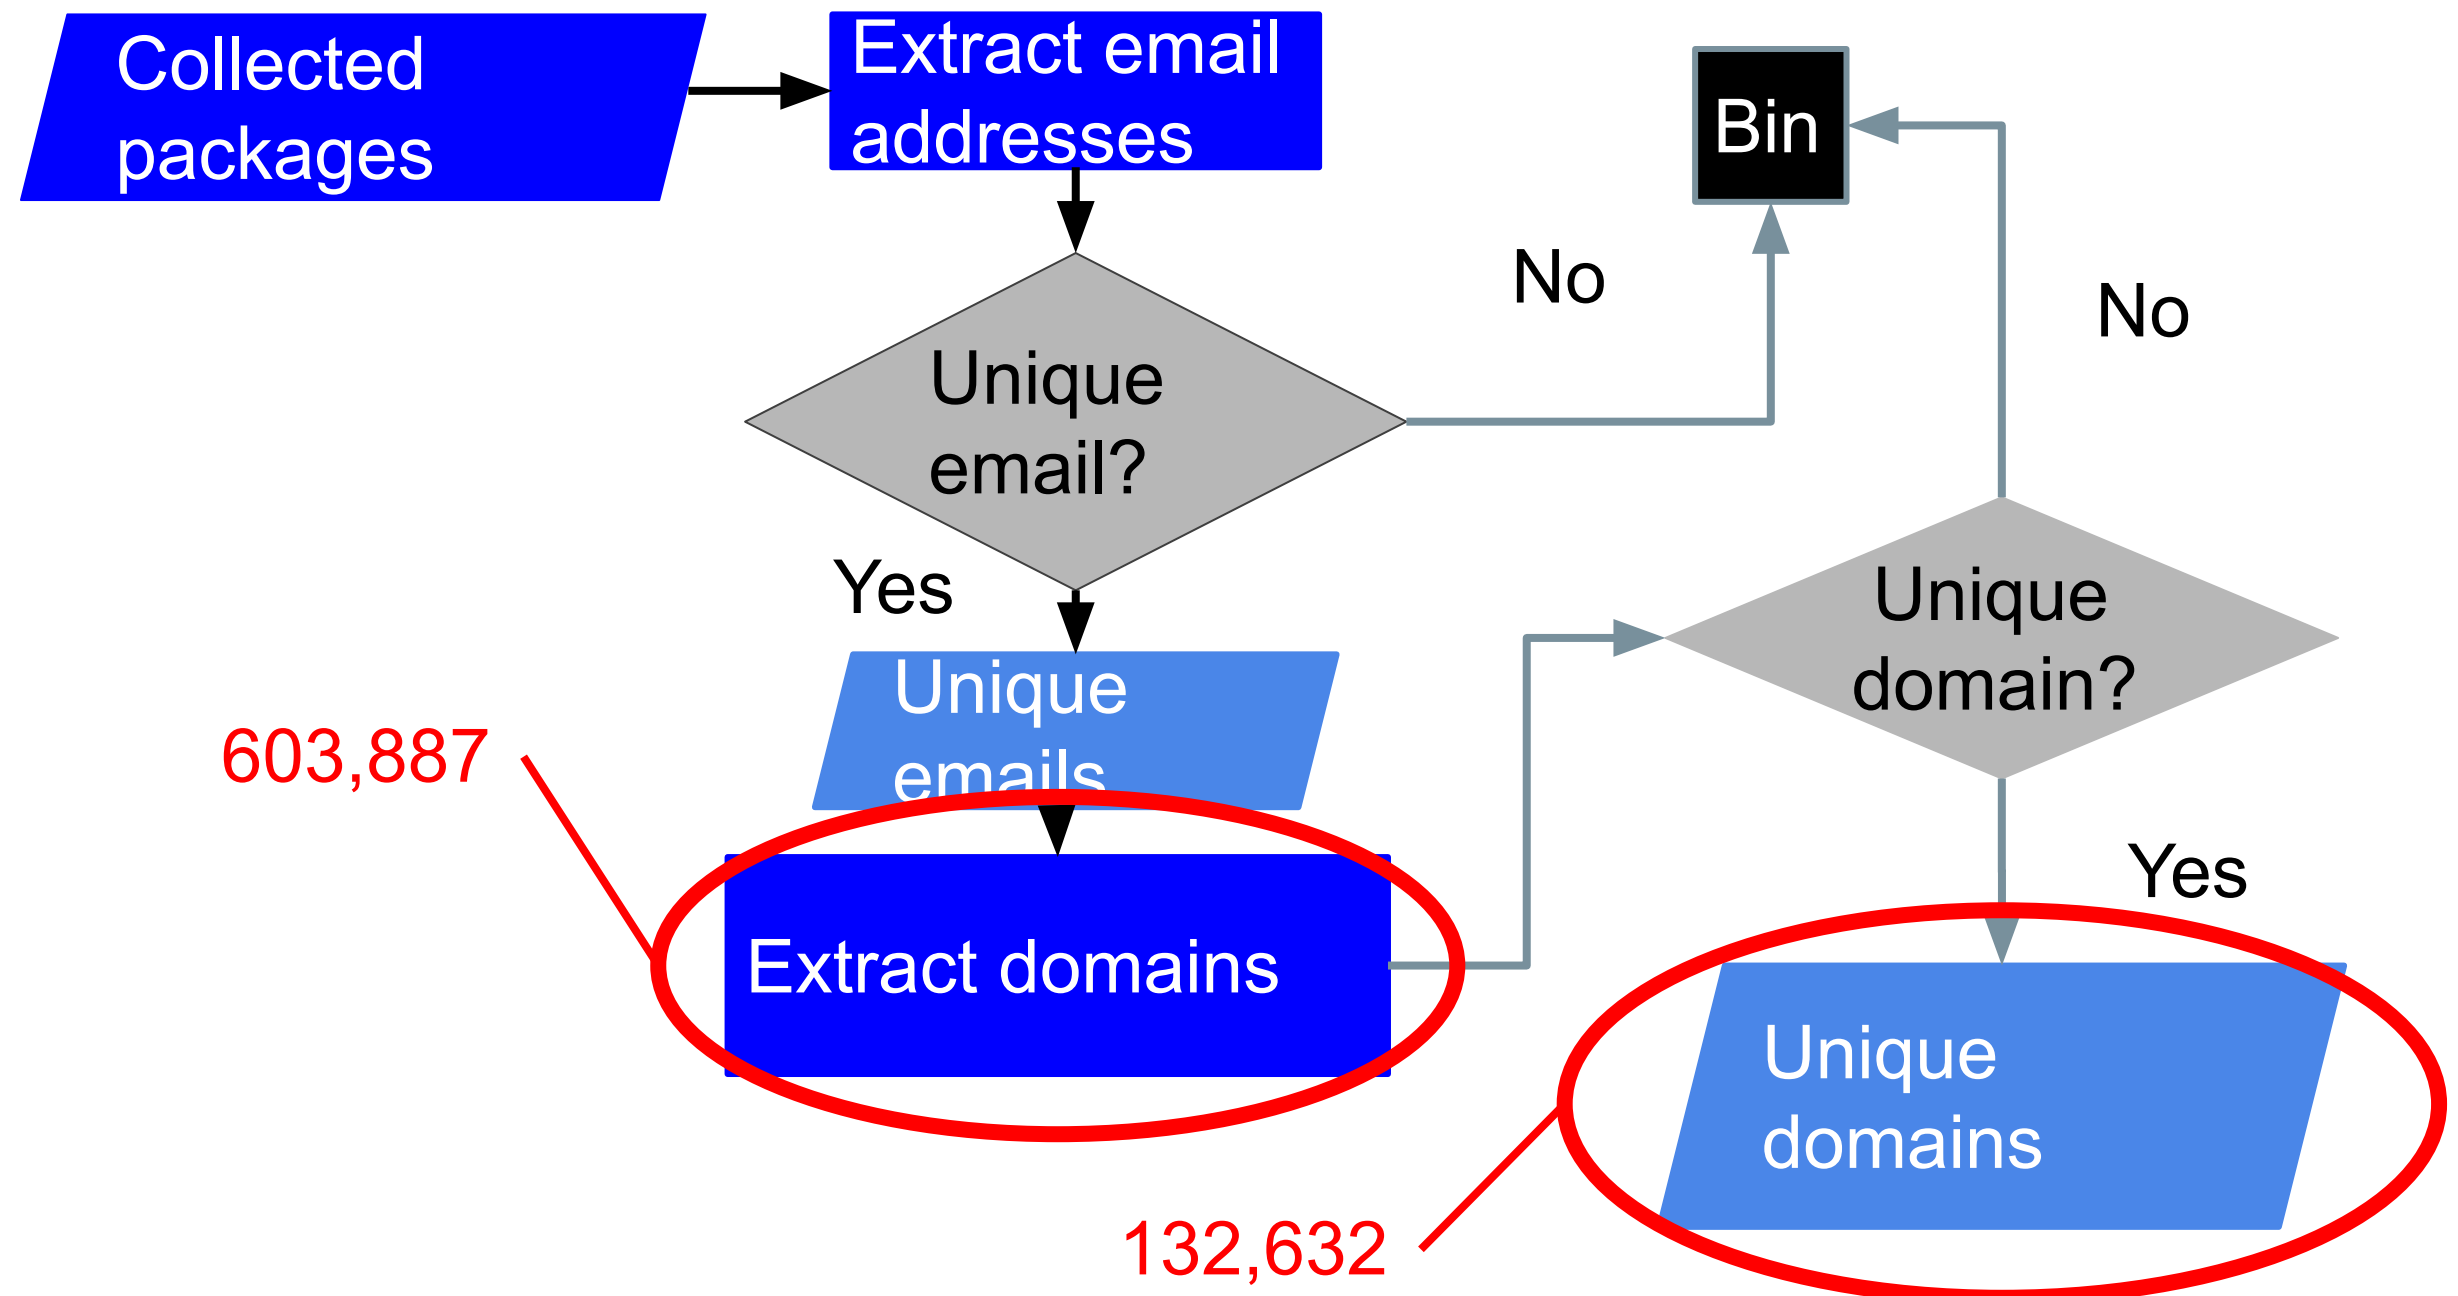 Collected
packages
Extract email
addresses
Bin
No
No
Unique
email?
Yes
Unique
domain?
Unique
emails
603,887
Yes
Extract domains
Unique
domains
132,632